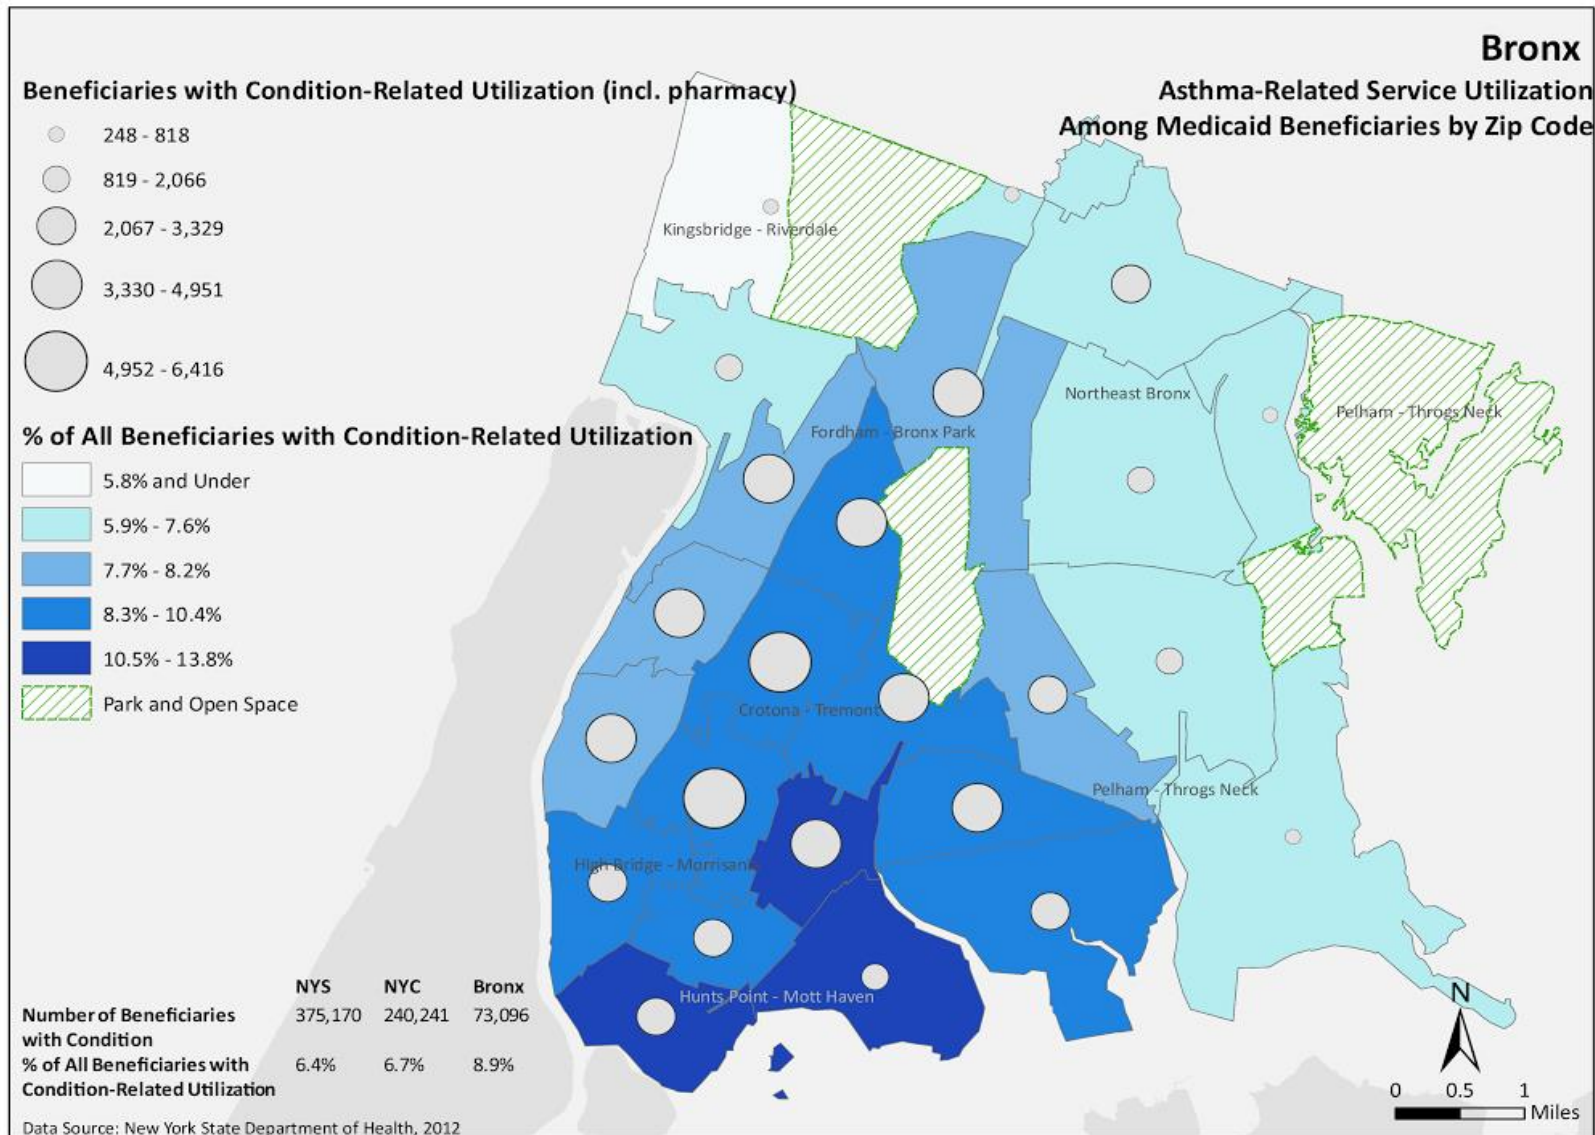 Bronx
Asthma-Related Service Utilization
Among Medicaid Beneficiaries by Zip Code
Beneficiaries with Condition-Related Utilization (incl. pharmacy)
248 - 818
819 - 2,066
2,067 - 3,329
3,330 - 4,951
4,952 - 6,416
% of All Beneficiaries with Condition-Related Utilization
5.8% and Under
5.9% - 7.6%
7.7% - 8.2%
8.3% - 10.4%
10.5% - 13.8%
Park and Open Space
Kingsbridge - Riverdale
Northeast Bronx
Pelham - Throgs Neck
Fordham - Bronx Park
Crotona - Tremont
Pelham - Throgs Neck
High Bridge - Morrisania
Hunts Point - Mott Haven
NYS NYC Bronx
Number of Beneficiaries 375,170 240,241 73,096
with Condition
% of All Beneficiaries with 6.4% 6.7% 8.9%
Condition-Related Utilization
Data Source: New York State Department of Health, 2012
N
0 0.5 1
Miles